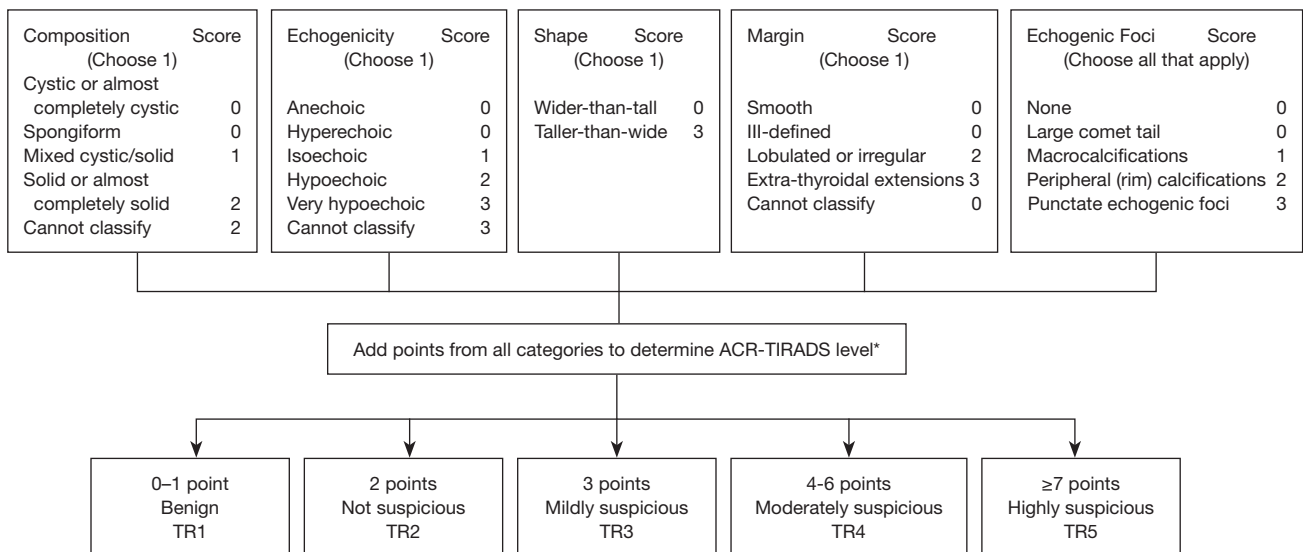 Composition Score
(Choose 1)
Cystic or almost
completely cystic 0
Spongiform 0
Mixed cystic/solid 1
Solid or almost
completely solid 2
Cannot classify 2
Echogenicity Score
(Choose 1)
Anechoic 0
Hyperechoic 0
Isoechoic 1
Hypoechoic 2
Very hypoechoic 3
Cannot classify 3
Shape Score
(Choose 1)
Wider-than-tall 0
Taller-than-wide 3
Margin Score
(Choose 1)
Smooth 0
Ill-defined 0
Lobulated or irregular 2
Extra-thyroidal extensions 3
Cannot classify 0
Echogenic Foci Score
(Choose all that apply)
None 0
Large comet tail 0
Macrocalcifications 1
Peripheral (rim) calcifications 2
Punctate echogenic foci 3
Add points from all categories to determine ACR-TIRADS level*
0–1 point
Benign
TR1
2 points
Not suspicious
TR2
3 points
Mildly suspicious
TR3
4-6 points
Moderately suspicious
TR4
≥7 points
Highly suspicious
TR5